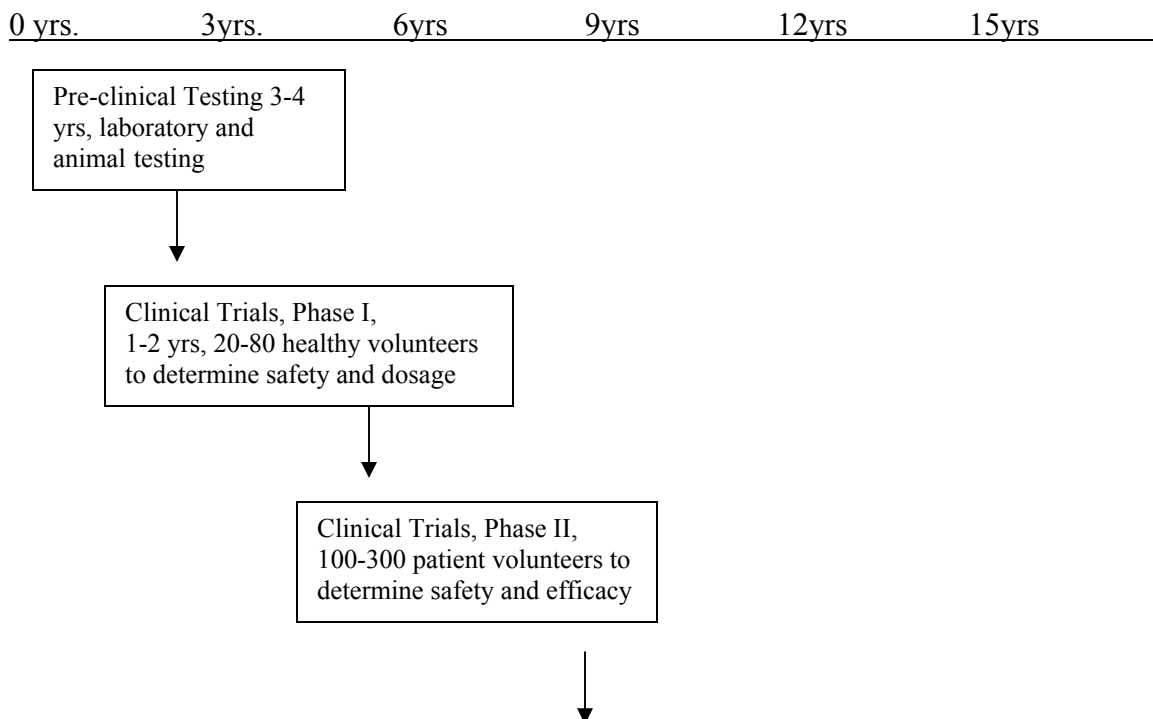 0 yrs. 3yrs. 6yrs 9yrs 12yrs 15yrs
Pre-clinical Testing 3-4
yrs, laboratory and
animal testing
Clinical Trials, Phase I,
1-2 yrs, 20-80 healthy volunteers
to determine safety and dosage
Clinical Trials, Phase II,
100-300 patient volunteers to
determine safety and efficacy